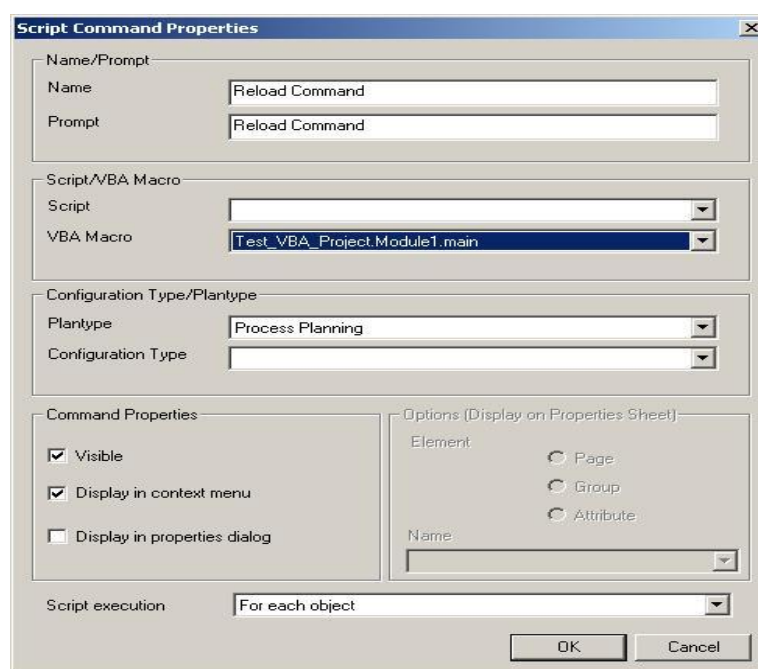 Script Command Properties
Name/Prompt
Name Reload Command
Prompt Reload Command
Script/VBA Macro
Script
VBA Macro Test_VBA_Project.Module1.main
Configuration Type/Plantype
Plantype Process Planning
Configuration Type
Command Properties
Visible
Display in context menu
Display in properties dialog
Options (Display on Properties Sheet)
Element
Page
Group
Attribute
Name
Script execution For each object
OK Cancel